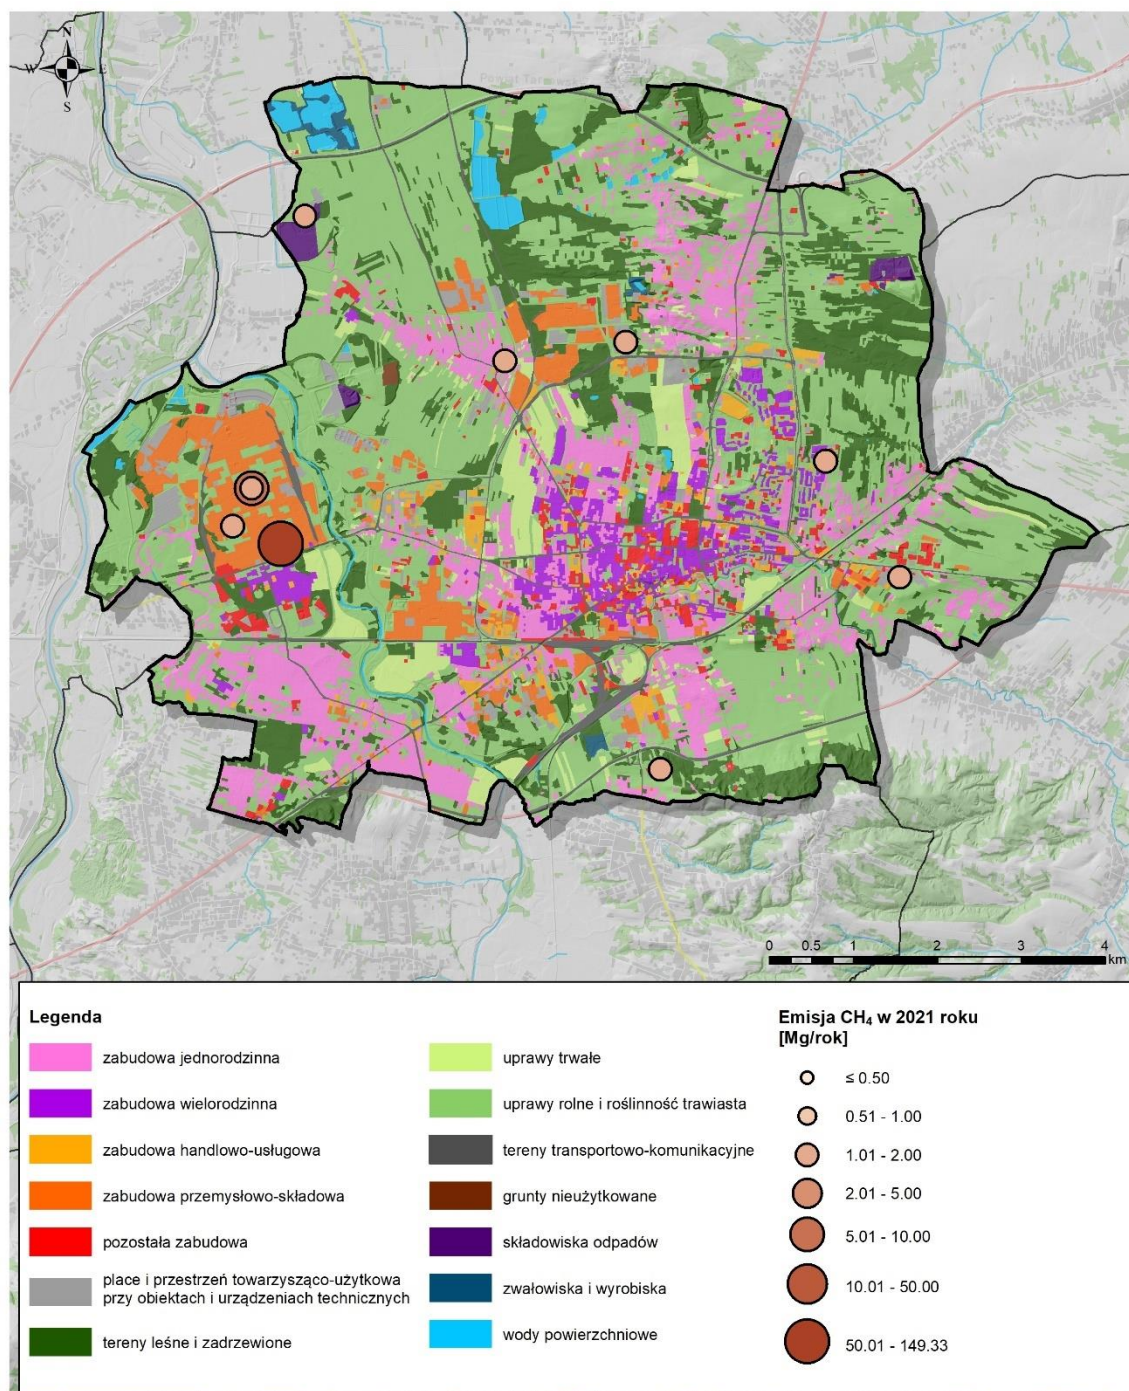 N
W
S
Powiat Tarnowski
0 0.5 1 2 3 4
km
Legenda
zabudowa jednorodzinna
zabudowa wielorodzinna
zabudowa handlowo-usługowa
zabudowa przemysłowo-składowa
pozostała zabudowa
place i przestrzeń towarzysząco-użytkowa
przy obiektach i urządzeniach technicznych
tereny leśne i zadrzewione
uprawy trwałe
uprawy rolne i roślinność trawiasta
tereny transportowo-komunikacyjne
grunty nieużytkowane
składowiska odpadów
zwałowiska i wyrobiska
wody powierzchniowe
Emisja CH₄ w 2021 roku
[Mg/rok]
≤ 0.50
0.51 - 1.00
1.01 - 2.00
2.01 - 5.00
5.01 - 10.00
10.01 - 50.00
50.01 - 149.33